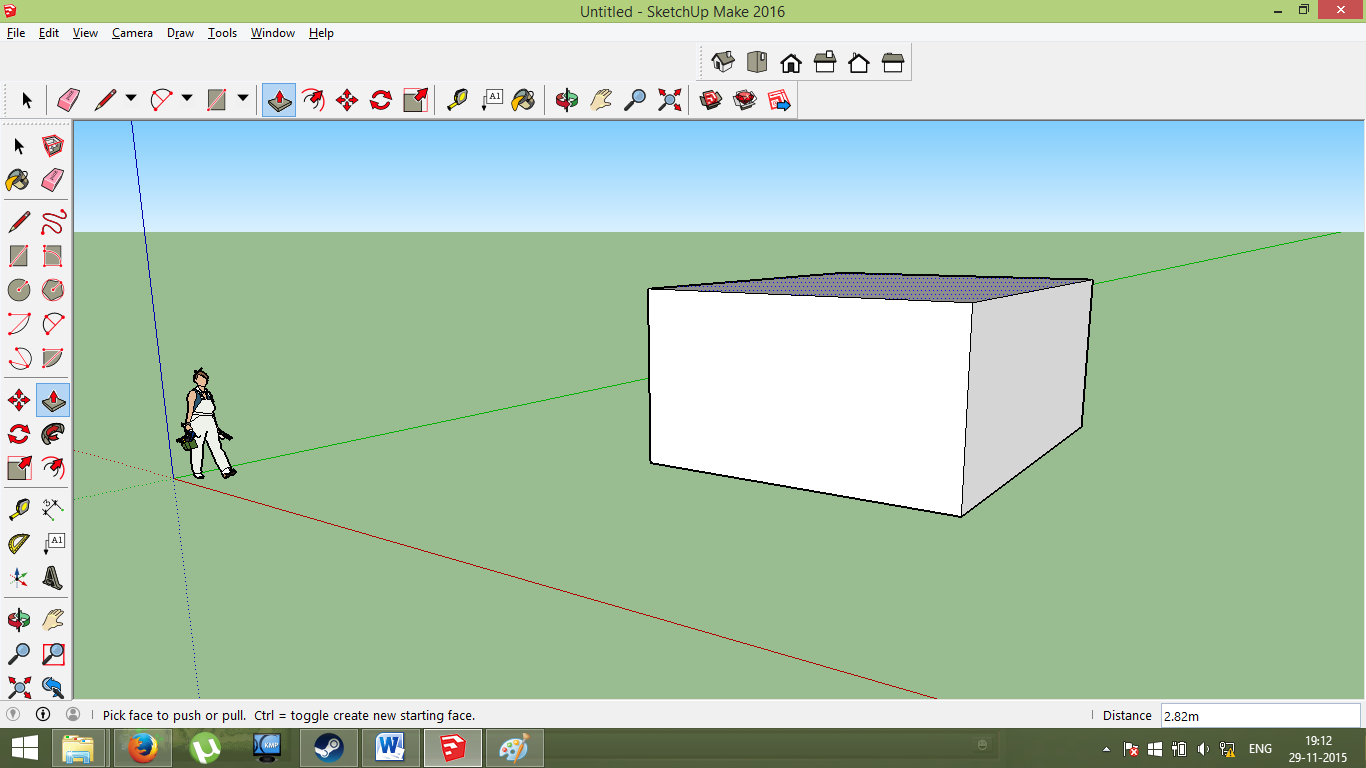 Untitled - SketchUp Make 2016
File Edit View Camera Draw Tools Window Help
A1
A1
Pick face to push or pull.  Ctrl = toggle create new starting face.
Distance 2.82m
KMP
W
ENG
19:12
29-11-2015